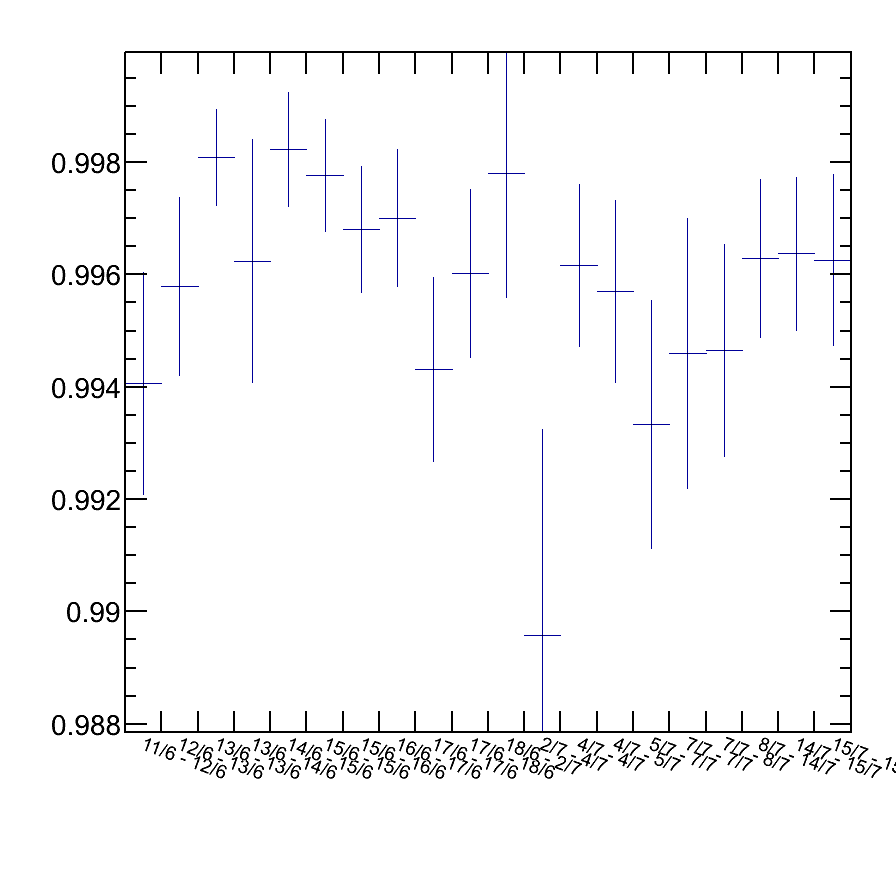 0.998
0.996
0.994
0.992
0.99
0.988
11/6 - 12/6
12/6 - 13/6
13/6 - 13/6
13/6 - 14/6
14/6 - 15/6
15/6 - 15/6
15/6 - 16/6
16/6 - 17/6
17/6 - 17/6
17/6 - 18/6
18/6 - 2/7
2/7 - 4/7
4/7 - 4/7
4/7 - 5/7
5/7 - 7/7
7/7 - 7/7
7/7 - 8/7
8/7 - 14/7
14/7 - 15/7
15/7 - 15